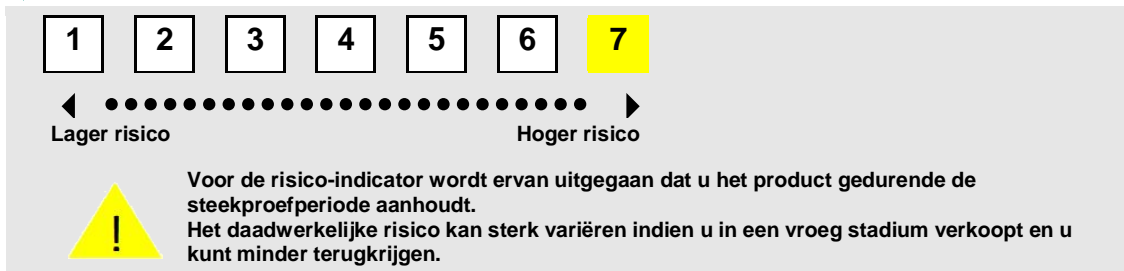 1 2 3 4 5 6 7
Lager risico Hoger risico
Voor de risico-indicator wordt ervan uitgegaan dat u het product gedurende de
steekproefperiode aanhoudt.
! Het daadwerkelijke risico kan sterk variëren indien u in een vroeg stadium verkoopt en u
kunt minder terugkrijgen.